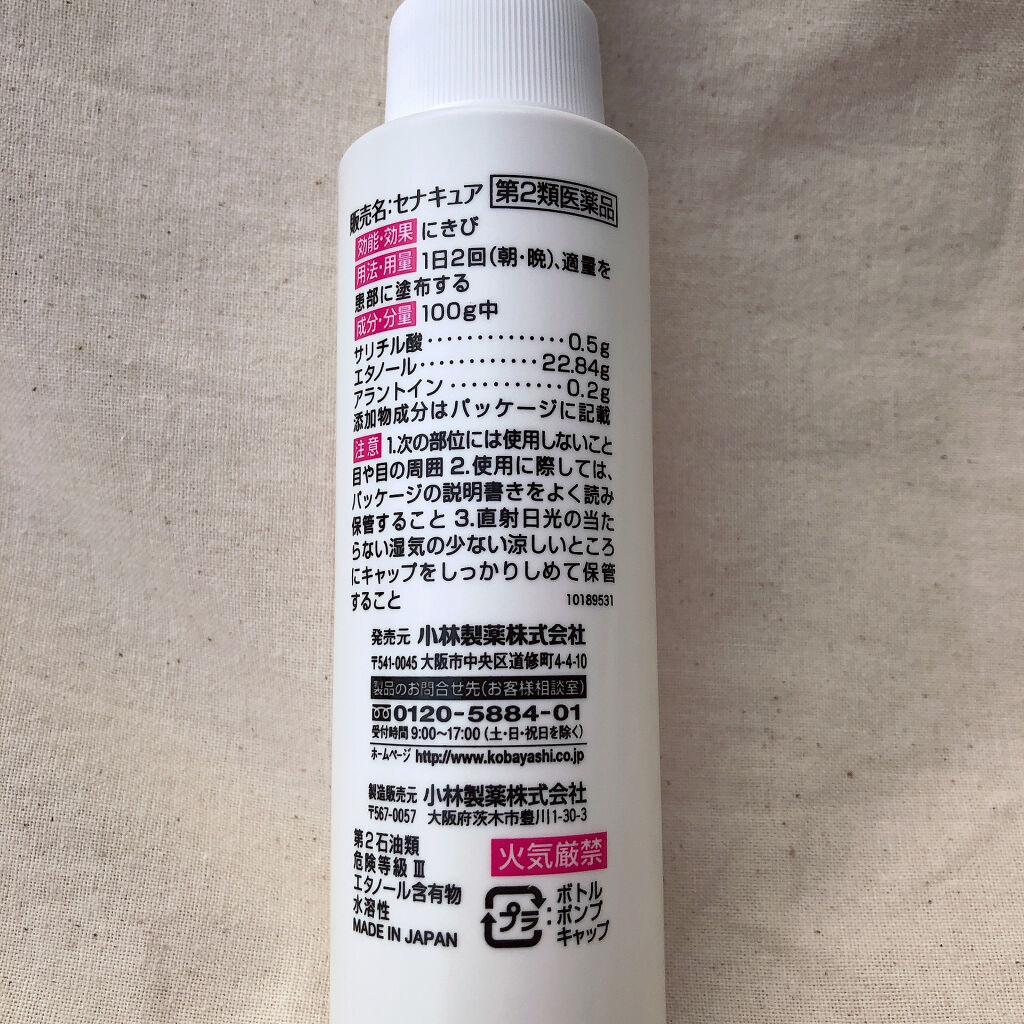 販売名:セナキュア 第2類医薬品
効能・効果 にきび
用法・用量 1日2回(朝・晩)、適量を
患部に塗布する
成分・分量 100g中
サリチル酸・・・・・・・・・・・・・・0.5g
エタノール・・・・・・・・・・・・22.84g
アラントイン・・・・・・・・・・・0.2g
添加物成分はパッケージに記載
注意 1.次の部位には使用しないこと
目や目の周囲 2.使用に際しては、
パッケージの説明書きをよく読み
保管すること 3.直射日光の当た
らない湿気の少ない涼しいところ
にキャップをしっかりしめて保管
すること 10189531
発売元 小林製薬株式会社
〒541-0045 大阪市中央区道修町4-4-10
製品のお問合せ先(お客様相談室)
0120-5884-01
受付時間 9:00〜17:00 (土・日・祝日を除く)
ホームページ http://www.kobayashi.co.jp
製造販売元 小林製薬株式会社
〒567-0057 大阪府茨木市豊川1-30-3
第2石油類
危険等級Ⅲ
エタノール含有物
水溶性
MADE IN JAPAN
火気厳禁
プラ:ボトル
ポンプ
キャップ